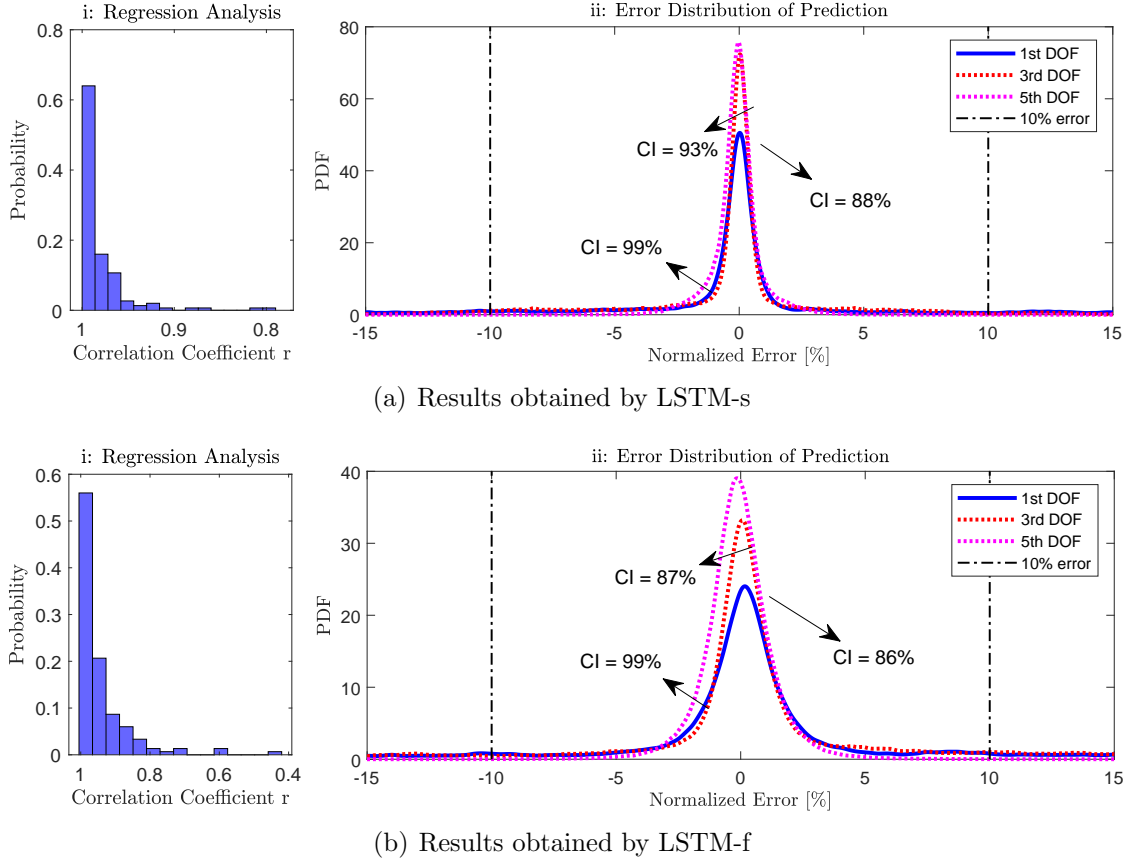 i: Regression Analysis
ii: Error Distribution of Prediction
0.8
0.6
0.4
0.2
0
Probability
1
0.9
0.8
Correlation Coefficient r
80
60
40
20
0
PDF
1st DOF
3rd DOF
5th DOF
10% error
CI = 93%
CI = 88%
CI = 99%
-15
-10
-5
0
5
10
15
Normalized Error [%]
(a) Results obtained by LSTM-s
i: Regression Analysis
ii: Error Distribution of Prediction
0.6
0.5
0.4
0.3
0.2
0.1
0
Probability
1
0.8
0.6
0.4
Correlation Coefficient r
40
30
20
10
0
PDF
1st DOF
3rd DOF
5th DOF
10% error
CI = 87%
CI = 99%
CI = 86%
-15
-10
-5
0
5
10
15
Normalized Error [%]
(b) Results obtained by LSTM-f